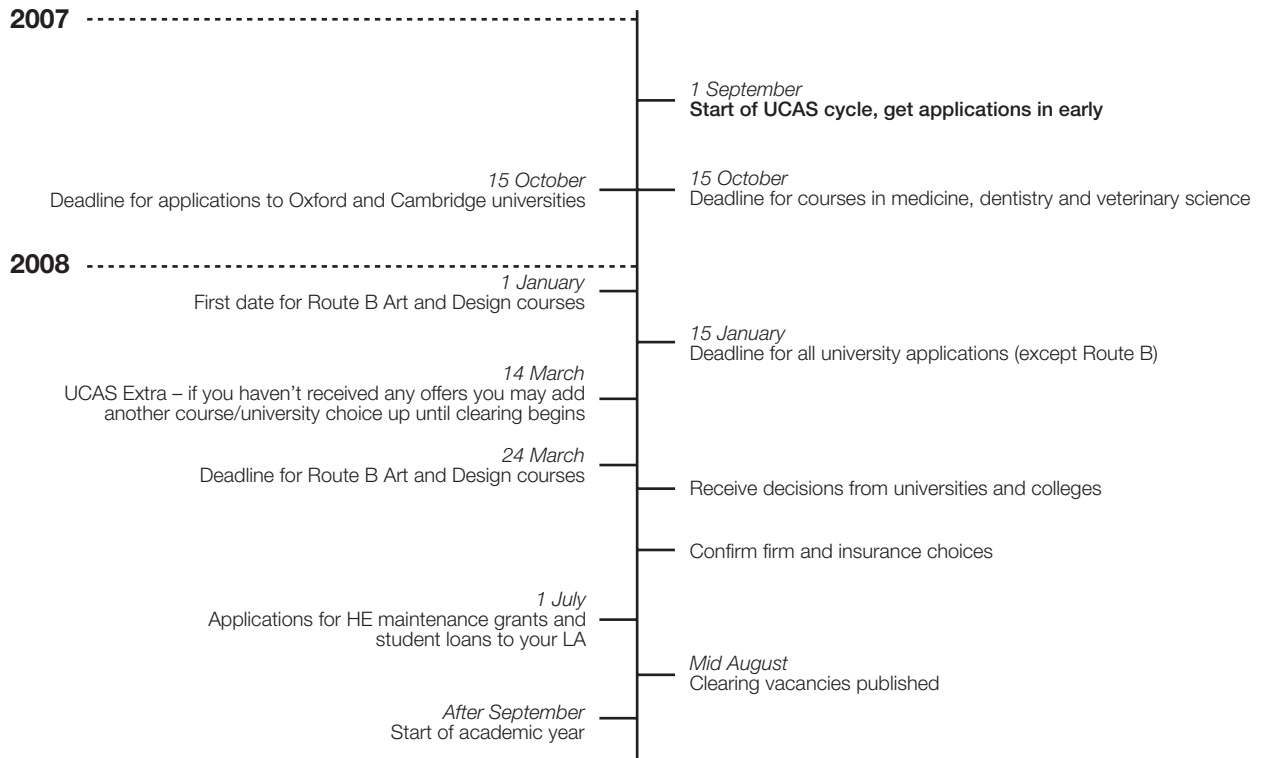 2007
1 September
Start of UCAS cycle, get applications in early
15 October
Deadline for applications to Oxford and Cambridge universities
15 October
Deadline for courses in medicine, dentistry and veterinary science
2008
1 January
First date for Route B Art and Design courses
15 January
Deadline for all university applications (except Route B)
14 March
UCAS Extra – if you haven’t received any offers you may add
another course/university choice up until clearing begins
24 March
Deadline for Route B Art and Design courses
Receive decisions from universities and colleges
Confirm firm and insurance choices
1 July
Applications for HE maintenance grants and
student loans to your LA
Mid August
Clearing vacancies published
After September
Start of academic year